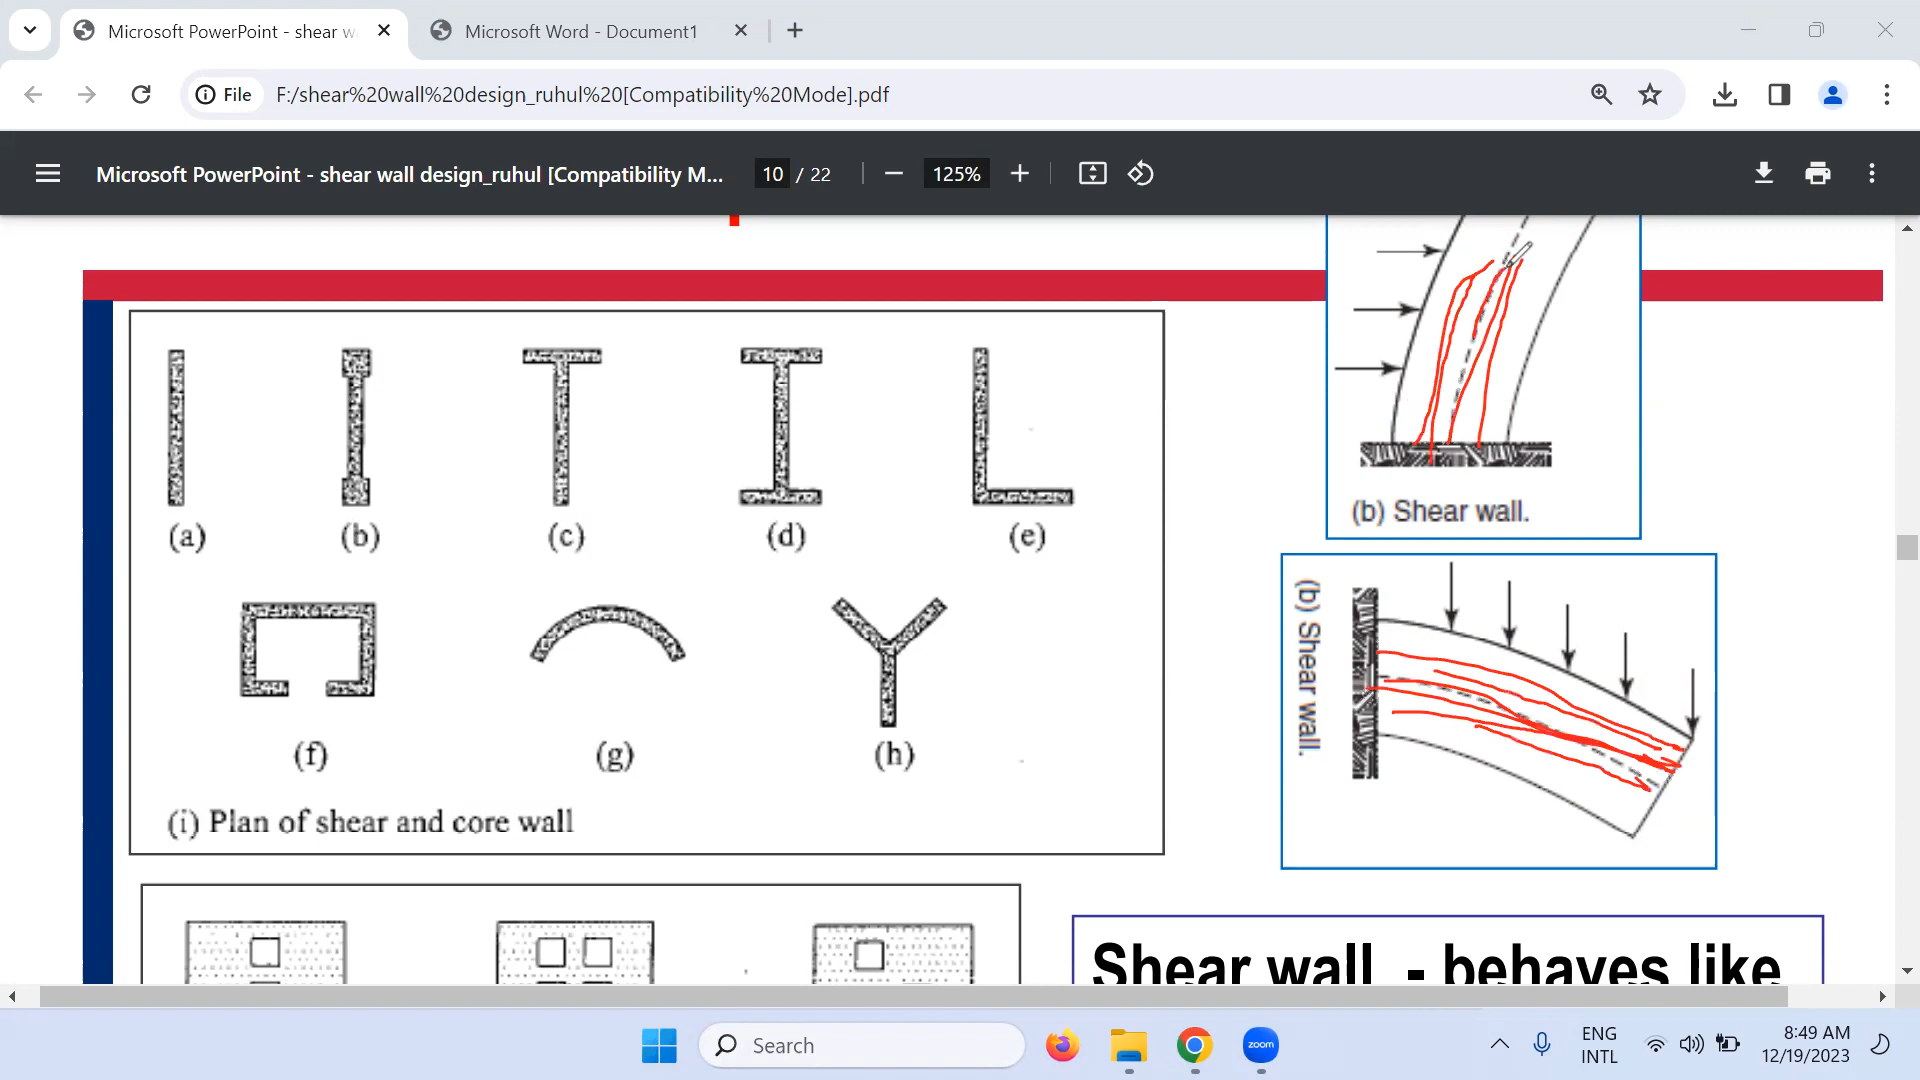 Microsoft PowerPoint - shear w
Microsoft Word - Document1
File
F:/shear%20wall%20design_ruhul%20[Compatibility%20Mode].pdf
Microsoft PowerPoint - shear wall design_ruhul [Compatibility M...
10 / 22
125%
(a)
(b)
(c)
(d)
(e)
(f)
(g)
(h)
(i) Plan of shear and core wall
(b) Shear wall.
(b) Shear wall.
Shear wall - behaves like
Search
zoom
ENG
INTL
8:49 AM
12/19/2023